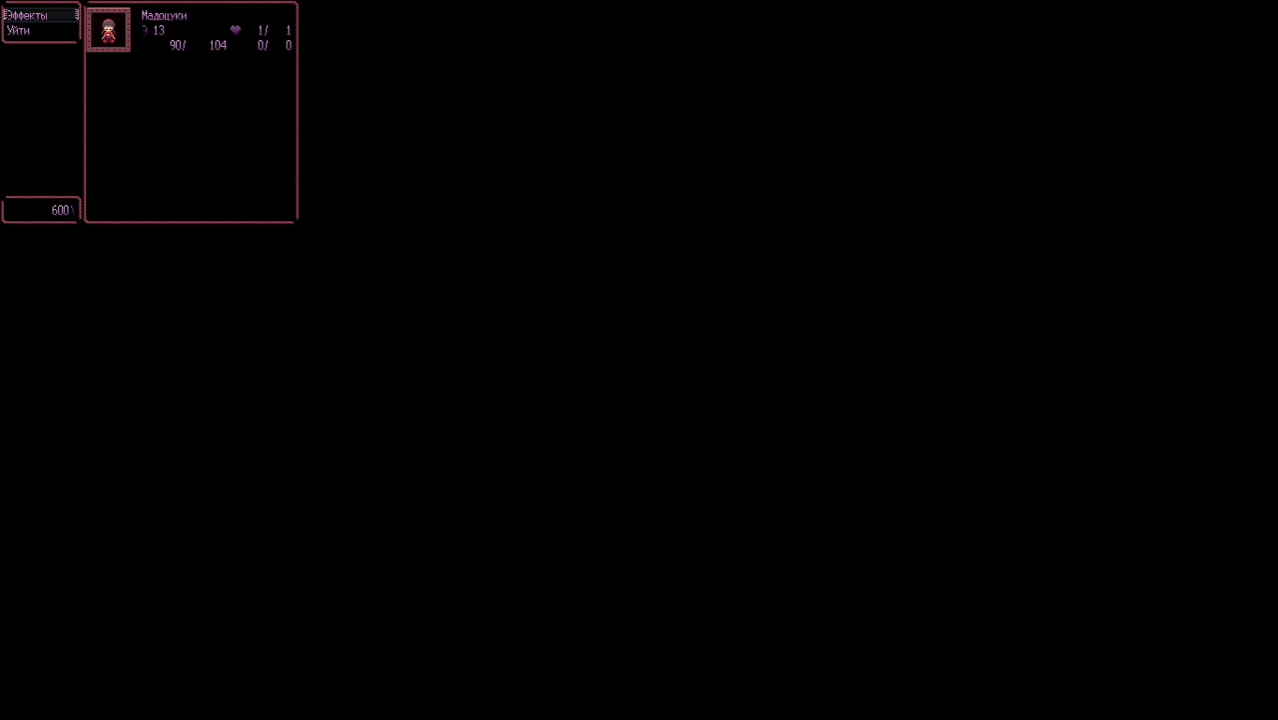 Эффекты
Уйти
Мадоцуки
Э 13 1/ 1
90/ 104 0/ 0
600\